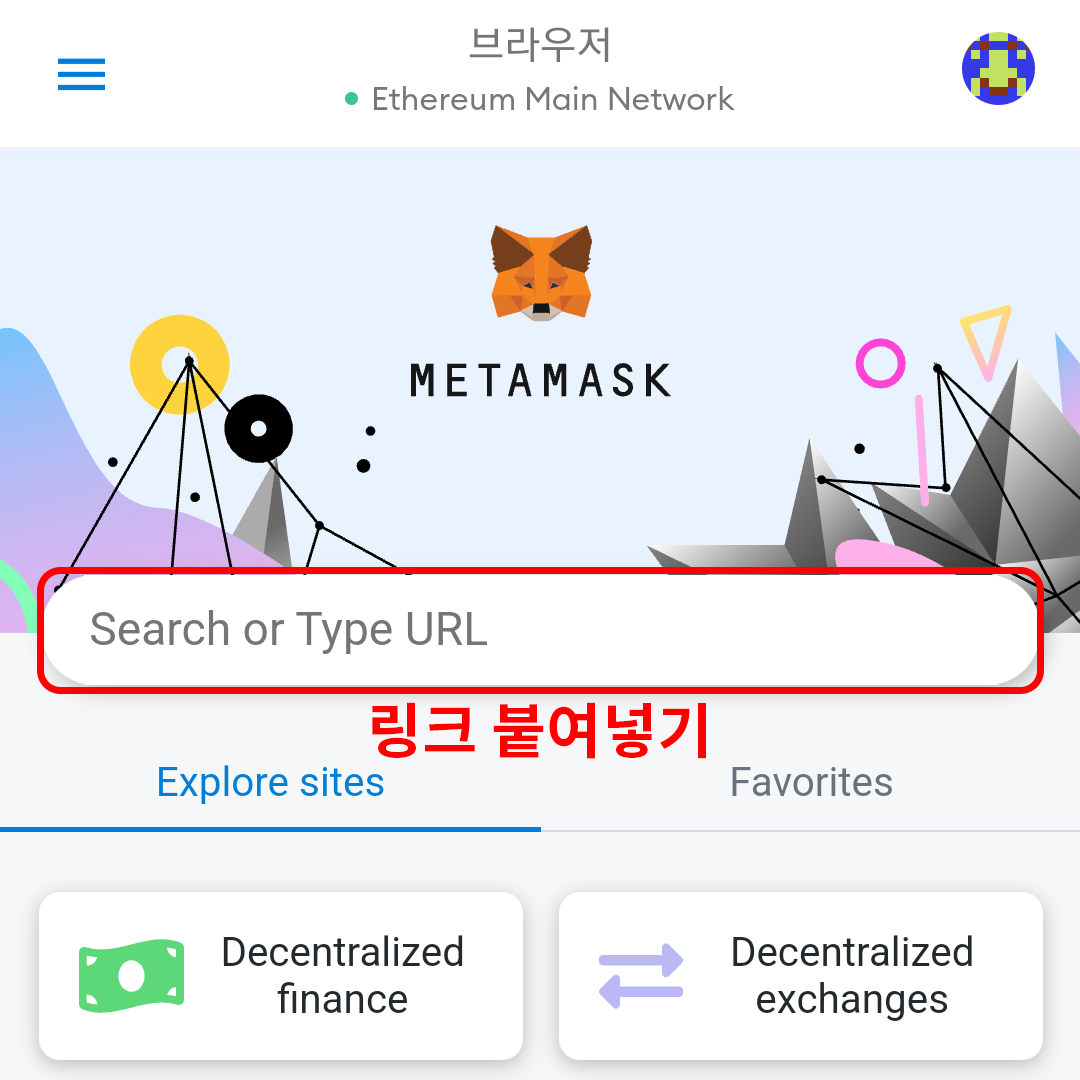 브라우저
Ethereum Main Network
METAMASK
Search or Type URL
링크 붙여넣기
Explore sites
Favorites
Decentralized
finance
Decentralized
exchanges